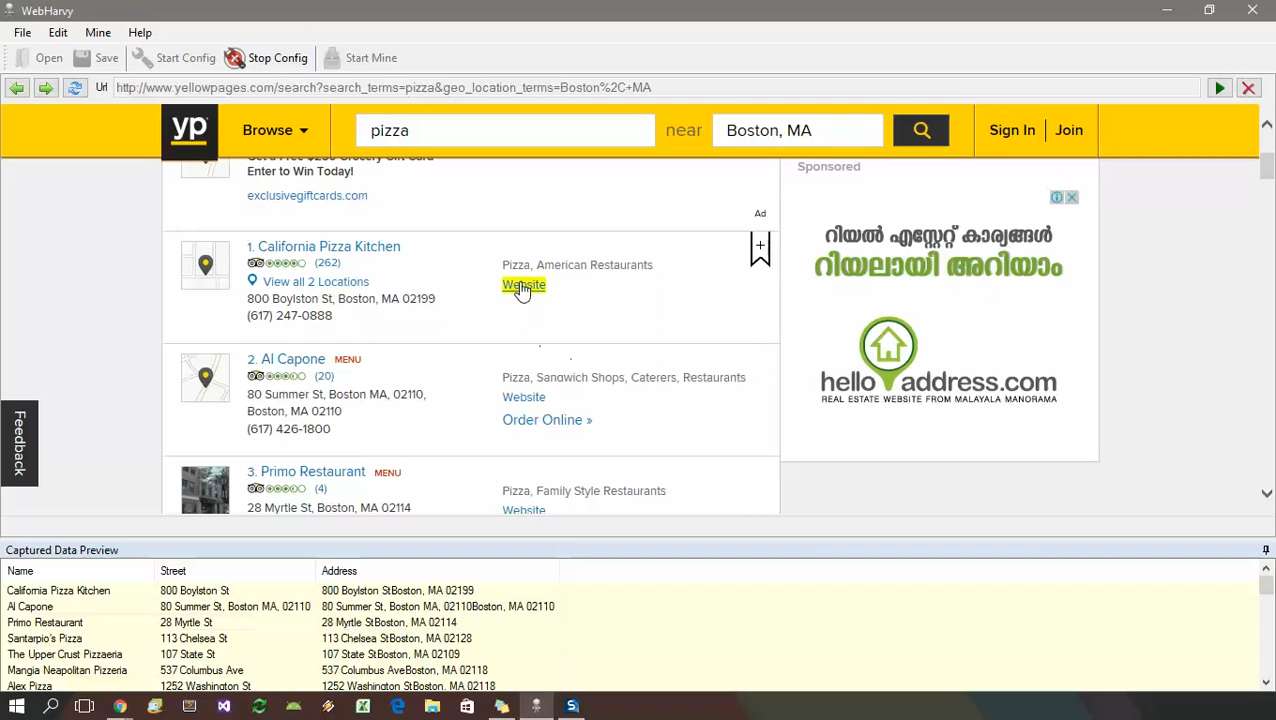 WebHarvy
File Edit Mine Help
Open Save Start Config Stop Config Start Mine
Url http://www.yellowpages.com/search?search_terms=pizza&geo_location_terms=Boston%2C+MA
yp Browse pizza near Boston, MA Sign In Join
Enter to Win Today!
exclusivegiftcards.com
Ad
Sponsored
1. California Pizza Kitchen
(262)
View all 2 Locations
800 Boylston St, Boston, MA 02199
(617) 247-0888
Pizza, American Restaurants
Website
2. Al Capone MENU
(20)
80 Summer St, Boston, MA, 02110,
Boston, MA 02110
(617) 426-1800
Pizza, Sandwich Shops, Caterers, Restaurants
Website
Order Online »
3. Primo Restaurant MENU
(4)
28 Myrtle St, Boston, MA 02114
Pizza, Family Style Restaurants
Website
റിയൽ എസ്റ്റേറ്റ് കാര്യങ്ങൾ
റിയലായി അറിയാം
hello address.com
REAL ESTATE WEBSITE FROM MALAYALA MANORAMA
Feedback
Captured Data Preview
Name Street Address
California Pizza Kitchen 800 Boylston St 800 Boylston StBoston, MA 02199
Al Capone 80 Summer St, Boston MA, 02110 80 Summer St, Boston MA, 02110Boston, MA 02110
Primo Restaurant 28 Myrtle St 28 Myrtle StBoston, MA 02114
Santarpio's Pizza 113 Chelsea St 113 Chelsea StBoston, MA 02128
The Upper Crust Pizzaeria 107 State St 107 State StBoston, MA 02109
Mangia Neapolitan Pizzeria 537 Columbus Ave 537 Columbus AveBoston, MA 02118
Alex Pizza 1252 Washington St 1252 Washington StBoston, MA 02118